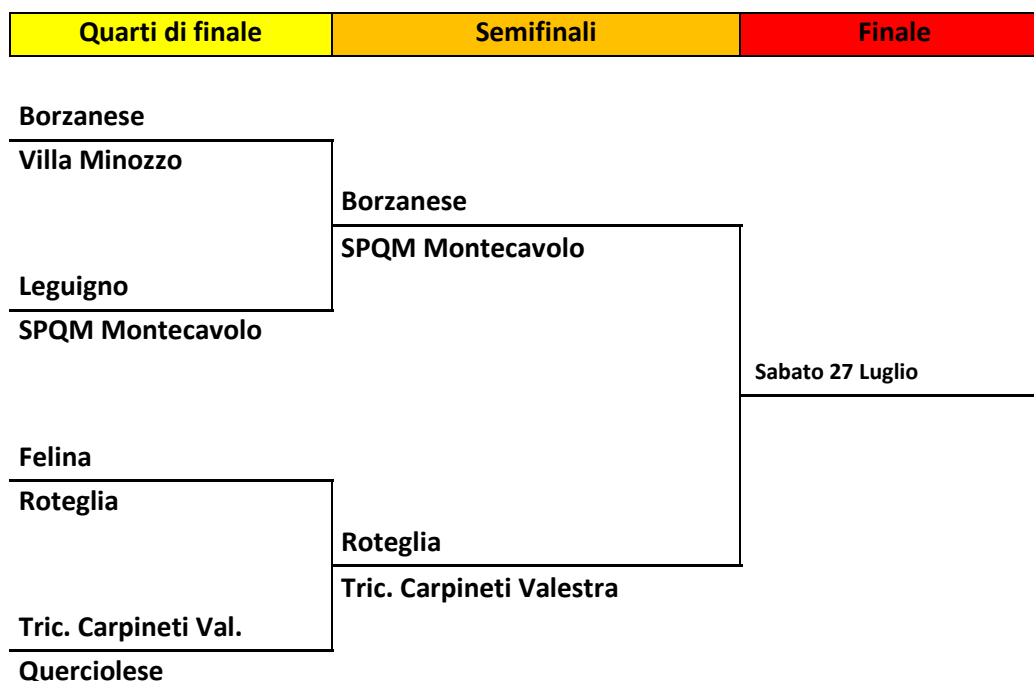 Quarti di finale Semifinali Finale
Borzanese
Villa Minozzo
Borzanese
SPQM Montecavolo
Leguigno
SPQM Montecavolo
Sabato 27 Luglio
Felina
Roteglia
Roteglia
Tric. Carpineti Valestra
Tric. Carpineti Val.
Querciolese